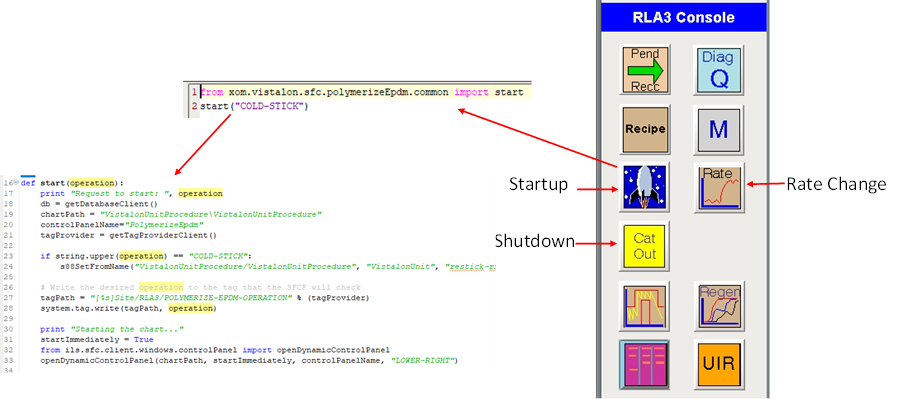 RLA3 Console
Pend
Recc
Diag
Q
1 from xom.vistalon.sfc.polymerizeEpdm.common import start
2 start("COLD-STICK")
Recipe
M
Startup
Rate
Rate Change
Shutdown
Cat
Out
Regen
UIR
16 def start(operation):
17 print "Request to start: ", operation
18 db = getDatabaseClient()
19 chartPath = "VistalonUnitProcedure\VistalonUnitProcedure"
20 controlPanelName="PolymerizeEpdm"
21 tagProvider = getTagProviderClient()
22
23 if string.upper(operation) == "COLD-STICK":
24 s88SetFromName("VistalonUnitProcedure/VistalonUnitProcedure", "VistalonUnit", "restick-r
25
26 # Write the desired operation to the tag that the SFCF will check
27 tagPath = "[%s]Site/RLA3/POLYMERIZE-EPDM-OPERATION" % (tagProvider)
28 system.tag.write(tagPath, operation)
29
30 print "Starting the chart..."
31 startImmediately = True
32 from ils.sfc.client.windows.controlPanel import openDynamicControlPanel
33 openDynamicControlPanel(chartPath, startImmediately, controlPanelName, "LOWER-RIGHT")
34